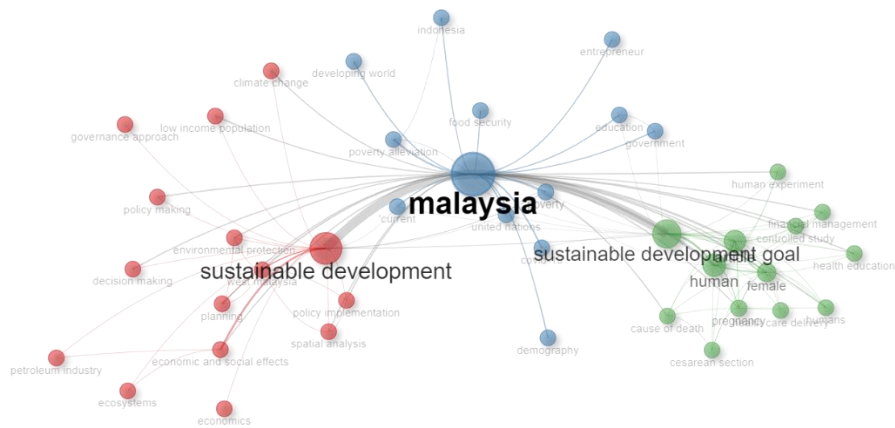 indonesia
entrepreneur
developing world
climate change
food security
education
low income population
governance approach
government
poverty alleviation
human experiment
policy making
poverty
malaysia
current
united nations
financial management
controlled study
environmental protection
sustainable development goal
health education
sustainable development
west malaysia
decision making
human
female
planning
policy implementation
pregnancy
health care delivery
humans
cause of death
spatial analysis
demography
cesarean section
economic and social effects
petroleum industry
ecosystems
economics